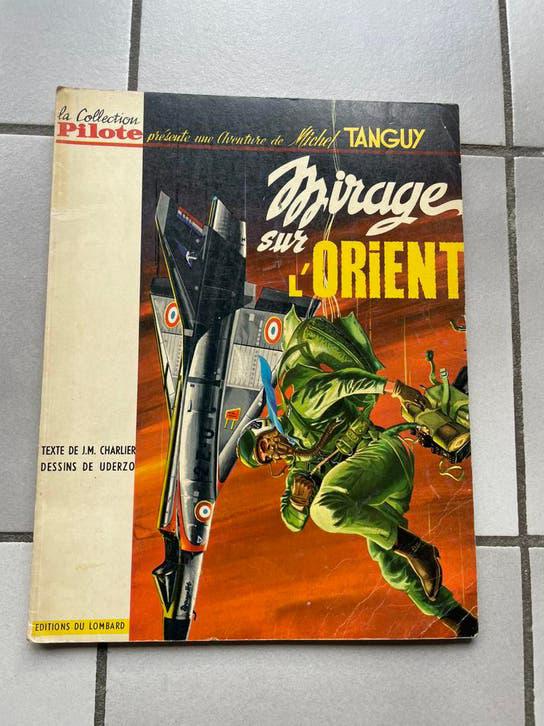 la Collection
Pilote présente une Aventure de Michel TANGUY
Mirage
sur
L'ORiENT
TEXTE DE J.M. CHARLIER
DESSINS DE UDERZO
EDITIONS DU LOMBARD